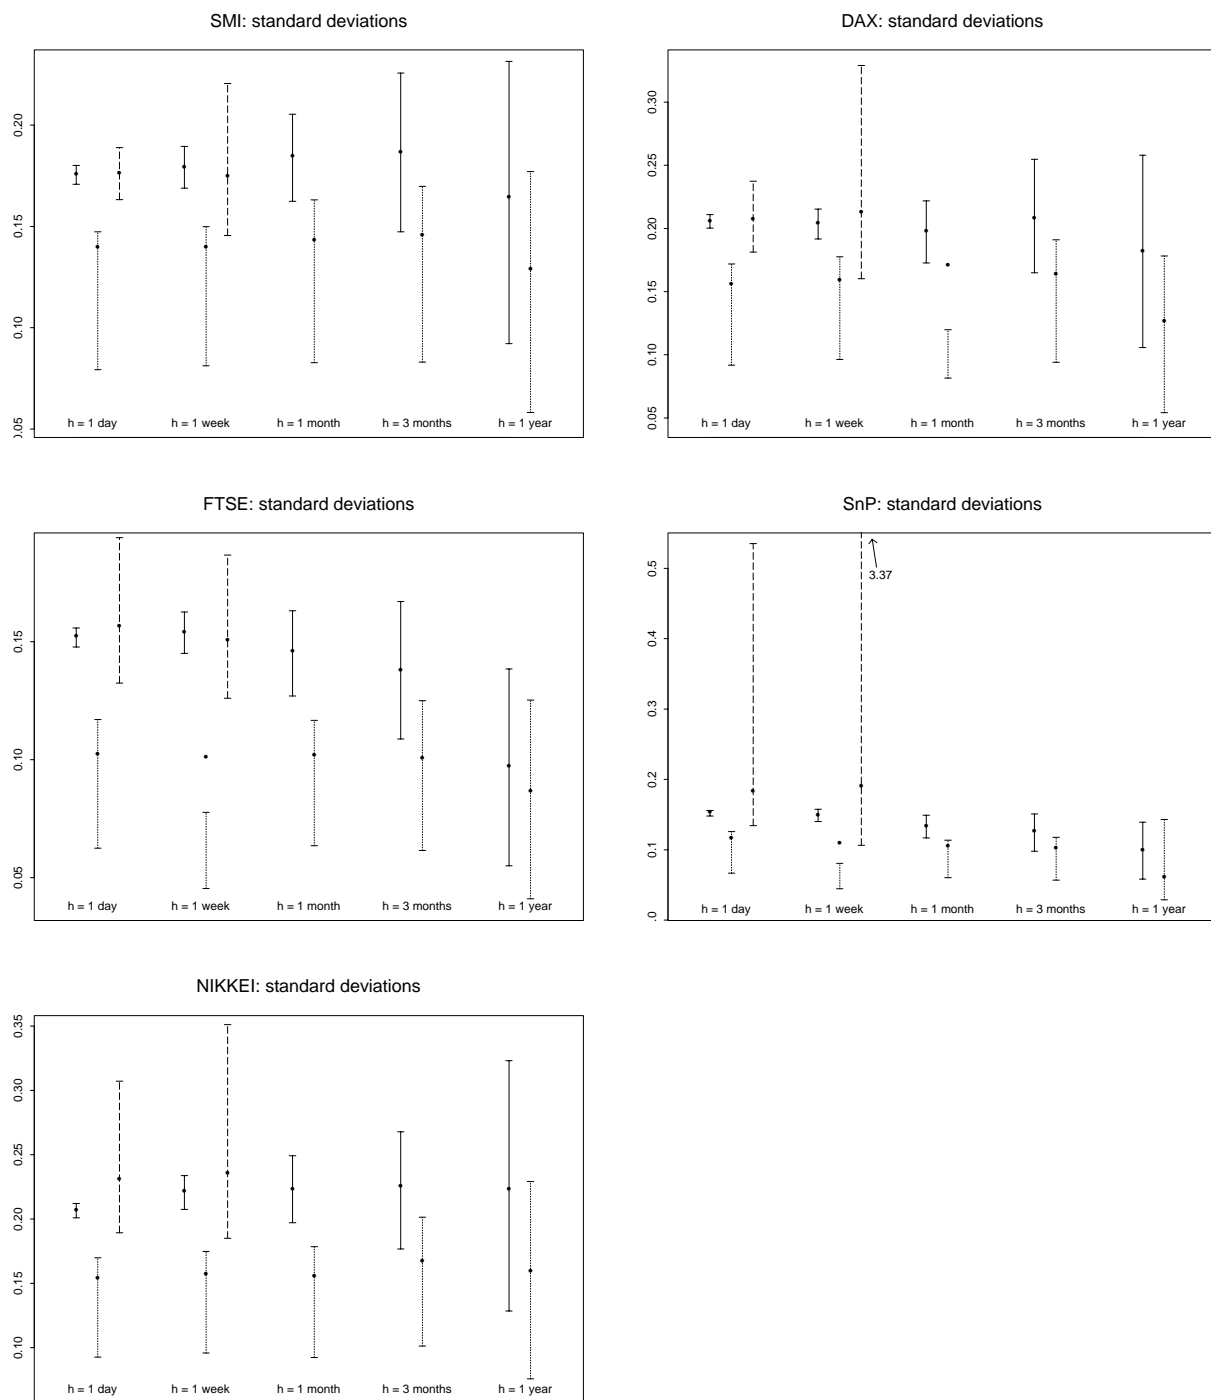 SMI: standard deviations
0.20
0.15
0.10
0.05
h = 1 day
h = 1 week
h = 1 month
h = 3 months
h = 1 year
DAX: standard deviations
0.30
0.25
0.20
0.15
0.10
0.05
h = 1 day
h = 1 week
h = 1 month
h = 3 months
h = 1 year
FTSE: standard deviations
0.15
0.10
0.05
h = 1 day
h = 1 week
h = 1 month
h = 3 months
h = 1 year
SnP: standard deviations
3.37
0.5
0.4
0.3
0.2
0.1
.0
h = 1 day
h = 1 week
h = 1 month
h = 3 months
h = 1 year
NIKKEI: standard deviations
0.35
0.30
0.25
0.20
0.15
0.10
h = 1 day
h = 1 week
h = 1 month
h = 3 months
h = 1 year